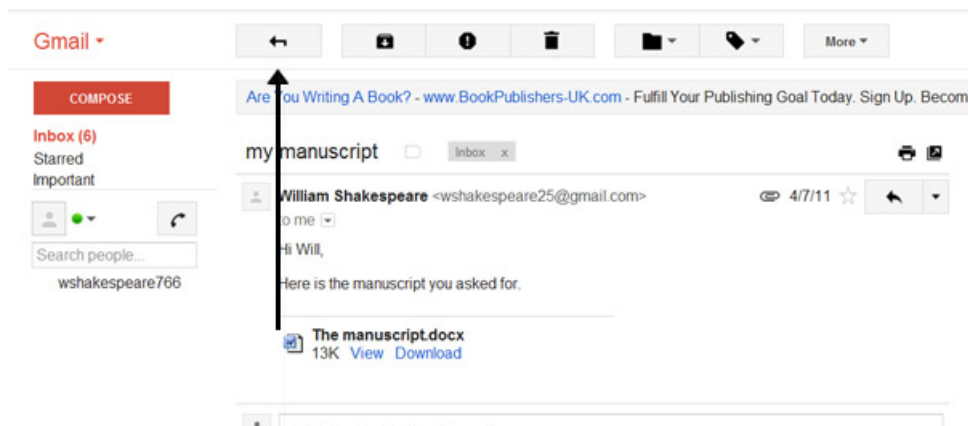 Gmail
More
COMPOSE
Are You Writing A Book? - www.BookPublishers-UK.com - Fulfill Your Publishing Goal Today. Sign Up. Becom
Inbox (6)
Starred
Important
my manuscript Inbox x
William Shakespeare <wshakespeare25@gmail.com> 4/7/11
to me
Search people...
wshakespeare766
Hi Will,
Here is the manuscript you asked for.
The manuscript.docx
13K View Download